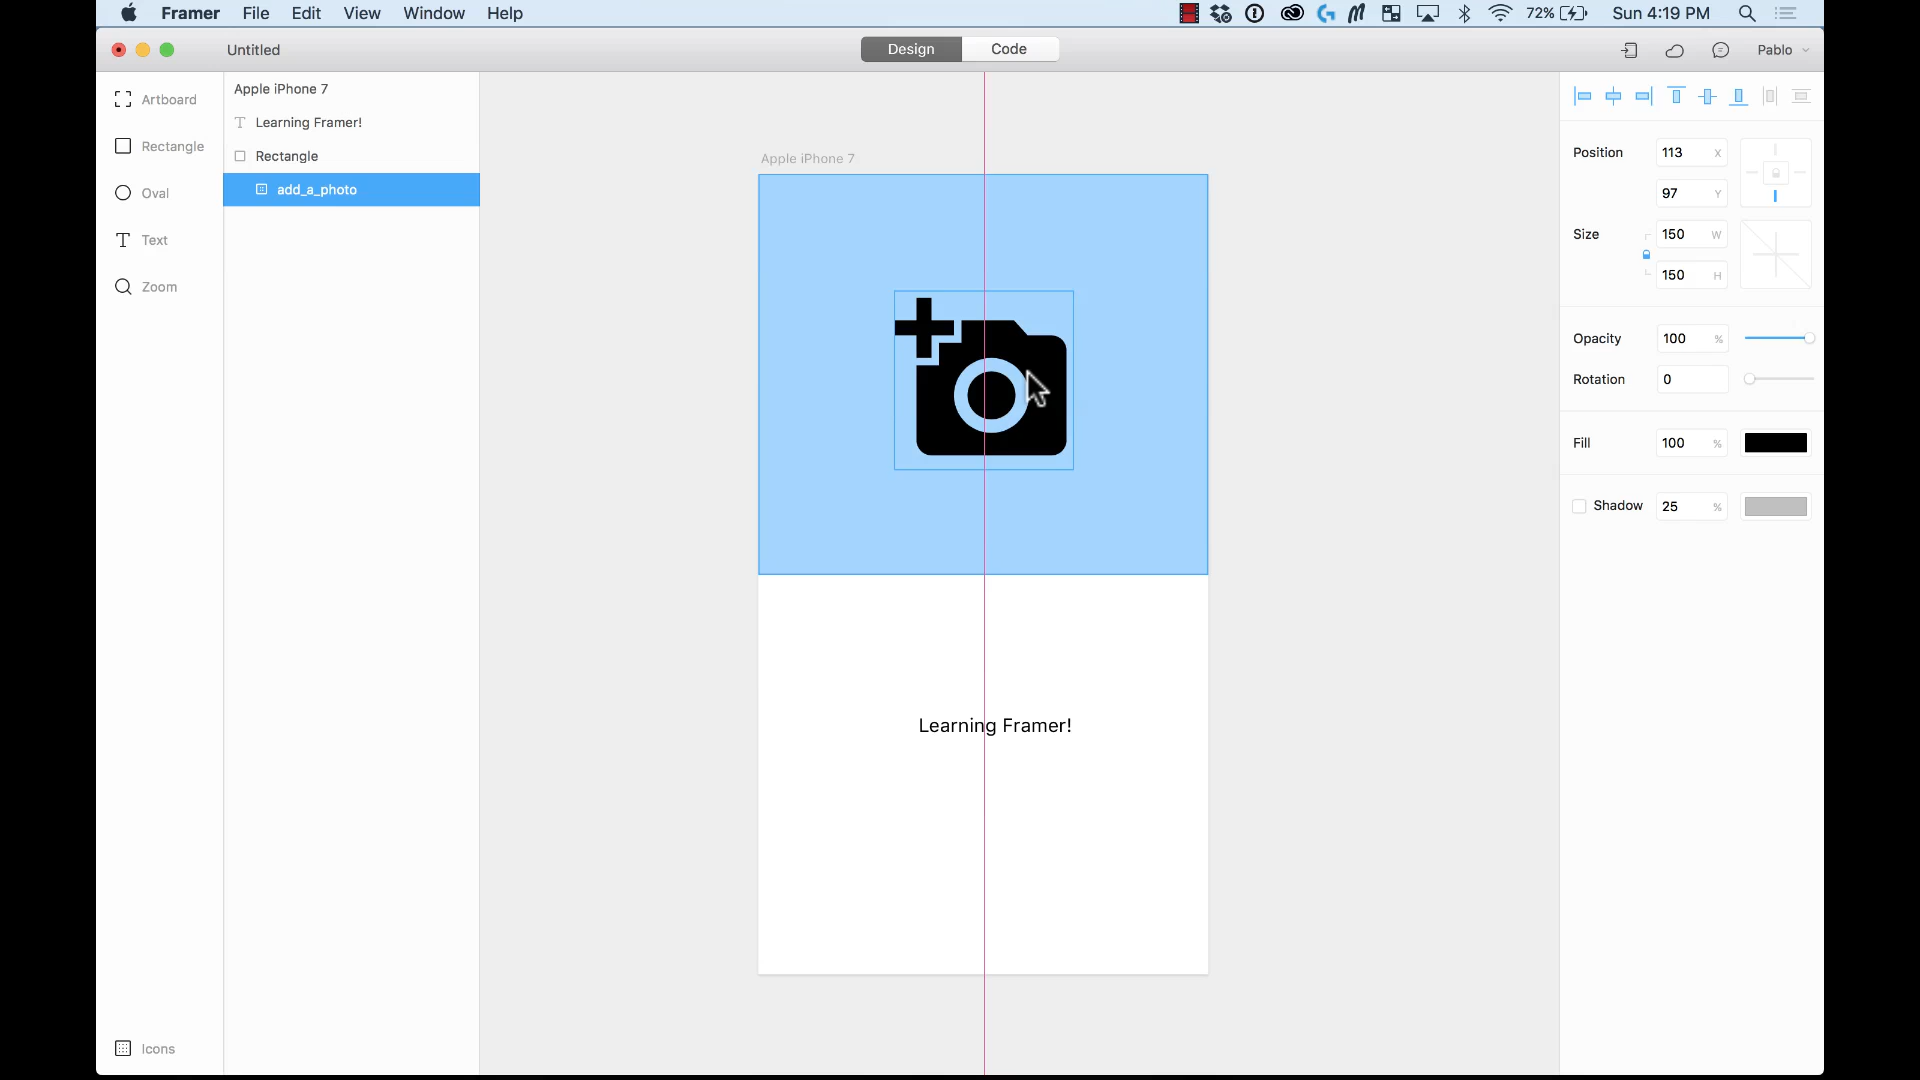 Framer File Edit View Window Help 72% Sun 4:19 PM
Untitled Design Code Pablo
Artboard
Rectangle
Oval
Text
Zoom
Icons
Apple iPhone 7
Learning Framer!
Rectangle
add_a_photo
Apple iPhone 7
Learning Framer!
Position 113 X
97 Y
Size 150 W
150 H
Opacity 100 %
Rotation 0
Fill 100 %
Shadow 25 %